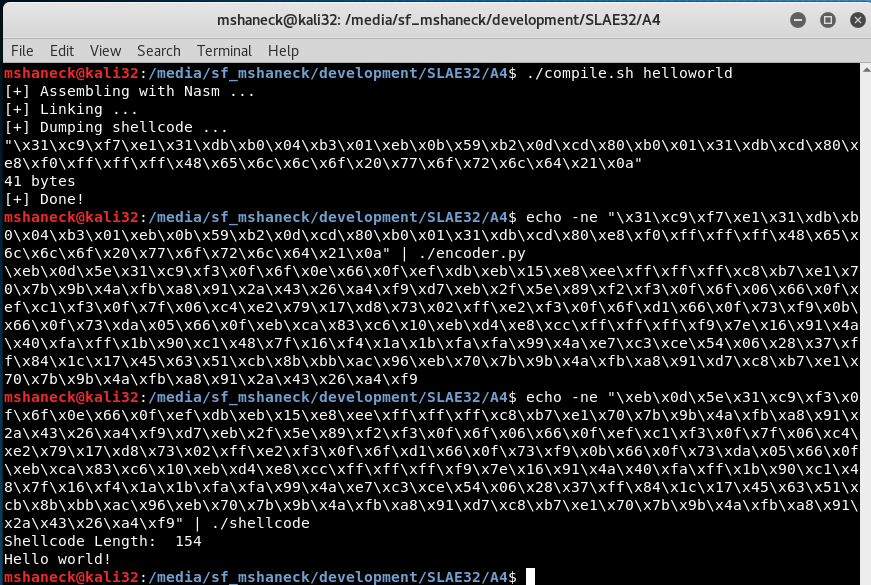 mshaneck@kali32: /media/sf_mshaneck/development/SLAE32/A4
File Edit View Search Terminal Help
mshaneck@kali32:/media/sf_mshaneck/development/SLAE32/A4$ ./compile.sh helloworld
[+] Assembling with Nasm ...
[+] Linking ...
[+] Dumping shellcode ...
"\x31\xc9\xf7\xe1\x31\xdb\xb0\x04\xb3\x01\xeb\x0b\x59\xb2\x0d\xcd\x80\xb0\x01\x31\xdb\xcd\x80\x
e8\xf0\xff\xff\xff\x48\x65\x6c\x6c\x6f\x20\x77\x6f\x72\x6c\x64\x21\x0a"
41 bytes
[+] Done!
mshaneck@kali32:/media/sf_mshaneck/development/SLAE32/A4$ echo -ne "\x31\xc9\xf7\xe1\x31\xdb\xb
0\x04\xb3\x01\xeb\x0b\x59\xb2\x0d\xcd\x80\xb0\x01\x31\xdb\xcd\x80\xe8\xf0\xff\xff\xff\x48\x65\x
6c\x6c\x6f\x20\x77\x6f\x72\x6c\x64\x21\x0a" | ./encoder.py
\xeb\x0d\x5e\x31\xc9\xf3\x0f\x6f\x0e\x66\x0f\xef\xdb\xeb\x15\xe8\xee\xff\xff\xff\xc8\xb7\xe1\x7
0\x7b\x9b\x4a\xfb\xa8\x91\x2a\x43\x26\xa4\xf9\xd7\xeb\x2f\x5e\x89\xf2\xf3\x0f\x6f\x06\x66\x0f\x
ef\xc1\xf3\x0f\x7f\x06\xc4\xe2\x79\x17\xd8\x73\x02\xff\xe2\xf3\x0f\x6f\xd1\x66\x0f\x73\xf9\x0b\
x66\x0f\x73\xda\x05\x66\x0f\xeb\xca\x83\xc6\x10\xeb\xd4\xe8\xcc\xff\xff\xff\xf9\x7e\x16\x91\x4a
\x40\xfa\xff\x1b\x90\xc1\x48\x7f\x16\xf4\x1a\x1b\xfa\xfa\x99\x4a\xe7\xc3\xce\x54\x06\x28\x37\xf
f\x84\x1c\x17\x45\x63\x51\xcb\x8b\xbb\xac\x96\xeb\x70\x7b\x9b\x4a\xfb\xa8\x91\xd7\xc8\xb7\xe1\x
70\x7b\x9b\x4a\xfb\xa8\x91\x2a\x43\x26\xa4\xf9
mshaneck@kali32:/media/sf_mshaneck/development/SLAE32/A4$ echo -ne "\xeb\x0d\x5e\x31\xc9\xf3\x0
f\x6f\x0e\x66\x0f\xef\xdb\xeb\x15\xe8\xee\xff\xff\xff\xc8\xb7\xe1\x70\x7b\x9b\x4a\xfb\xa8\x91\x
2a\x43\x26\xa4\xf9\xd7\xeb\x2f\x5e\x89\xf2\xf3\x0f\x6f\x06\x66\x0f\xef\xc1\xf3\x0f\x7f\x06\xc4\
xe2\x79\x17\xd8\x73\x02\xff\xe2\xf3\x0f\x6f\xd1\x66\x0f\x73\xf9\x0b\x66\x0f\x73\xda\x05\x66\x0f
\xeb\xca\x83\xc6\x10\xeb\xd4\xe8\xcc\xff\xff\xff\xf9\x7e\x16\x91\x4a\x40\xfa\xff\x1b\x90\xc1\x4
8\x7f\x16\xf4\x1a\x1b\xfa\xfa\x99\x4a\xe7\xc3\xce\x54\x06\x28\x37\xff\x84\x1c\x17\x45\x63\x51\x
cb\x8b\xbb\xac\x96\xeb\x70\x7b\x9b\x4a\xfb\xa8\x91\xd7\xc8\xb7\xe1\x70\x7b\x9b\x4a\xfb\xa8\x91\
x2a\x43\x26\xa4\xf9" | ./shellcode
Shellcode Length:  154
Hello world!
mshaneck@kali32:/media/sf_mshaneck/development/SLAE32/A4$